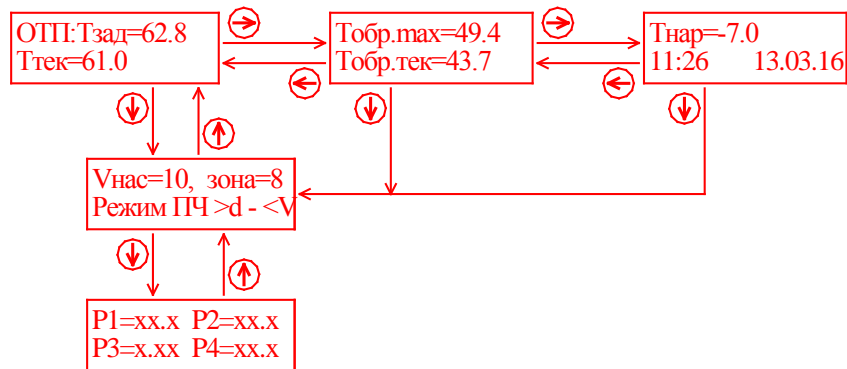 ОТП:Тзад=62.8
Ттек=61.0
Тобр.max=49.4
Тобр.тек=43.7
Тнар=-7.0
11:26 13.03.16
Vнас=10, зона=8
Режим ПЧ >d - <V
P1=xx.x P2=xx.x
P3=x.xx P4=xx.x